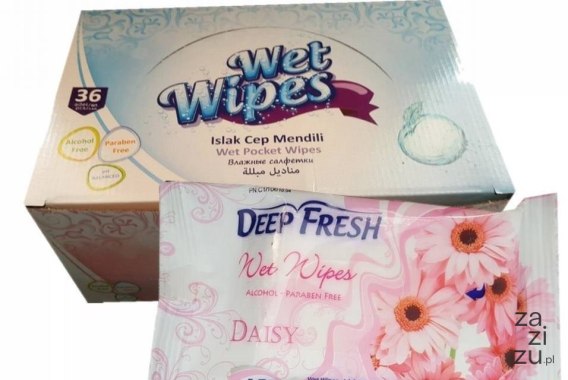 Wet
Wipes
36
Islak Cep Mendili
Wet Pocket Wipes
Влажные салфетки
مناديل مبللة
Alcohol
Free
Paraben
Free
DEEP FRESH
Wet Wipes
ALCOHOL - PARABEN FREE
DAISY
za
zi
zu.pl